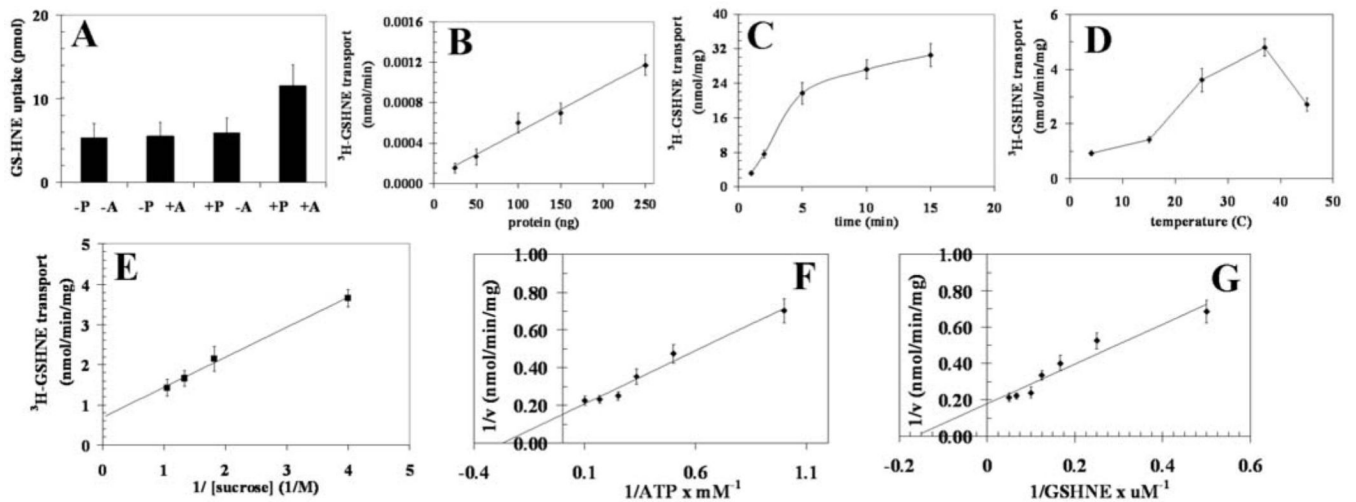 A
GS-HNE uptake (pmol)
20
10
0
-P -A -P +A +P -A +P +A
B
³H-GSHNE transport
(nmol/min)
0.0016
0.0012
0.0008
0.0004
0.0000
0 50 100 150 200 250
protein (ng)
C
³H-GSHNE transport
(nmol/mg)
40
32
24
16
8
0
0 5 10 15 20
time (min)
D
³H-GSHNE transport
(nmol/min/mg)
6
4
2
0
0 10 20 30 40 50
temperature (C)
E
³H-GSHNE transport
(nmol/min/mg)
5
4
3
2
1
0
0 1 2 3 4 5
1/ [sucrose] (1/M)
F
1/v (nmol/min/mg)
1.00
0.80
0.60
0.40
0.20
0.00
-0.4 0.1 0.6 1.1
1/ATP x mM⁻¹
G
1/v (nmol/min/mg)
1.00
0.80
0.60
0.40
0.20
0.00
-0.2 0 0.2 0.4 0.6
1/GSHNE x uM⁻¹